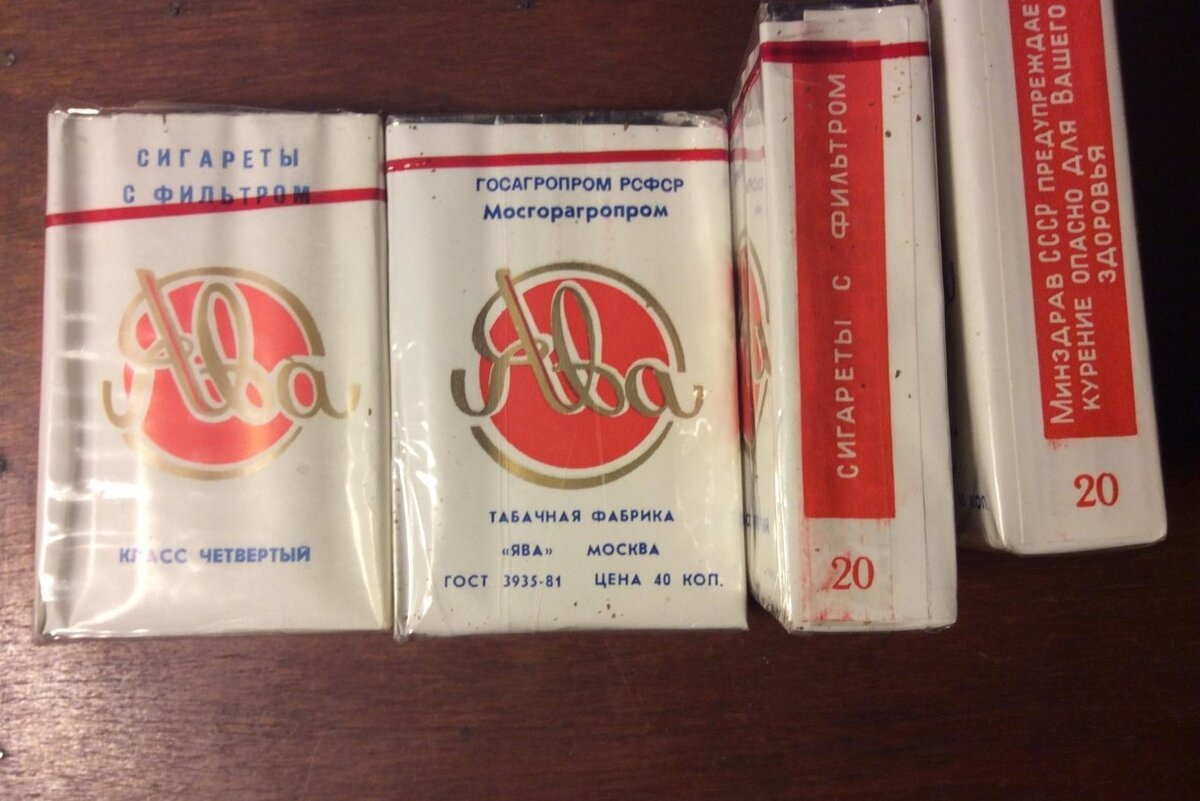 СИГАРЕТЫ
С ФИЛЬТРОМ
Ява
КЛАСС ЧЕТВЕРТЫЙ
ГОСАГРОПРОМ РСФСР
Мосгорагропром
Ява
ТАБАЧНАЯ ФАБРИКА
«ЯВА» МОСКВА
ГОСТ 3935-81 ЦЕНА 40 КОП.
СИГАРЕТЫ С ФИЛЬТРОМ
20
МИНЗДРАВ СССР ПРЕДУПРЕЖДАЕ
КУРЕНИЕ ОПАСНО ДЛЯ ВАШЕГО
ЗДОРОВЬЯ
20
КОП